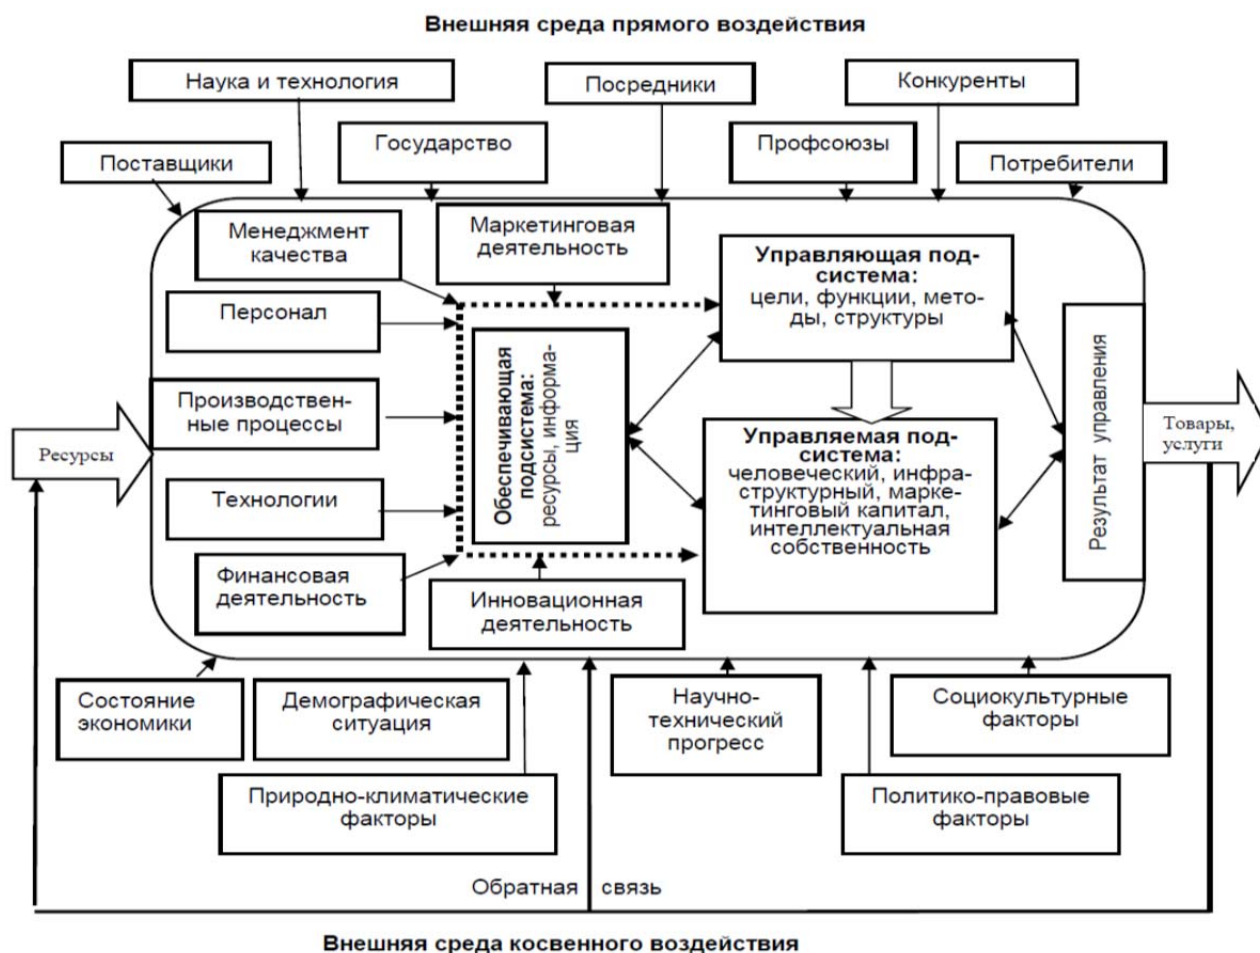 Внешняя среда прямого воздействия
Наука и технология
Посредники
Конкуренты
Государство
Профсоюзы
Поставщики
Потребители
Менеджмент
качества
Маркетинговая
деятельность
Управляющая под-
система:
цели, функции, мето-
ды, структуры
Персонал
Обеспечивающая
подсистема:
ресурсы, информа-
ция
Результат управления
Производствен-
ные процессы
Ресурсы
Товары,
услуги
Управляемая под-
система:
человеческий, инфра-
структурный, марке-
тинговый капитал,
интеллектуальная
собственность
Технологии
Финансовая
деятельность
Инновационная
деятельность
Состояние
экономики
Демографическая
ситуация
Научно-
технический
прогресс
Социокультурные
факторы
Природно-климатические
факторы
Политико-правовые
факторы
Обратная связь
Внешняя среда косвенного воздействия